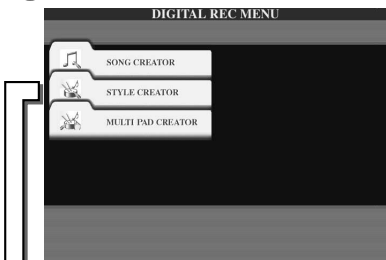 DIGITAL REC MENU
SONG CREATOR
STYLE CREATOR
MULTI PAD CREATOR